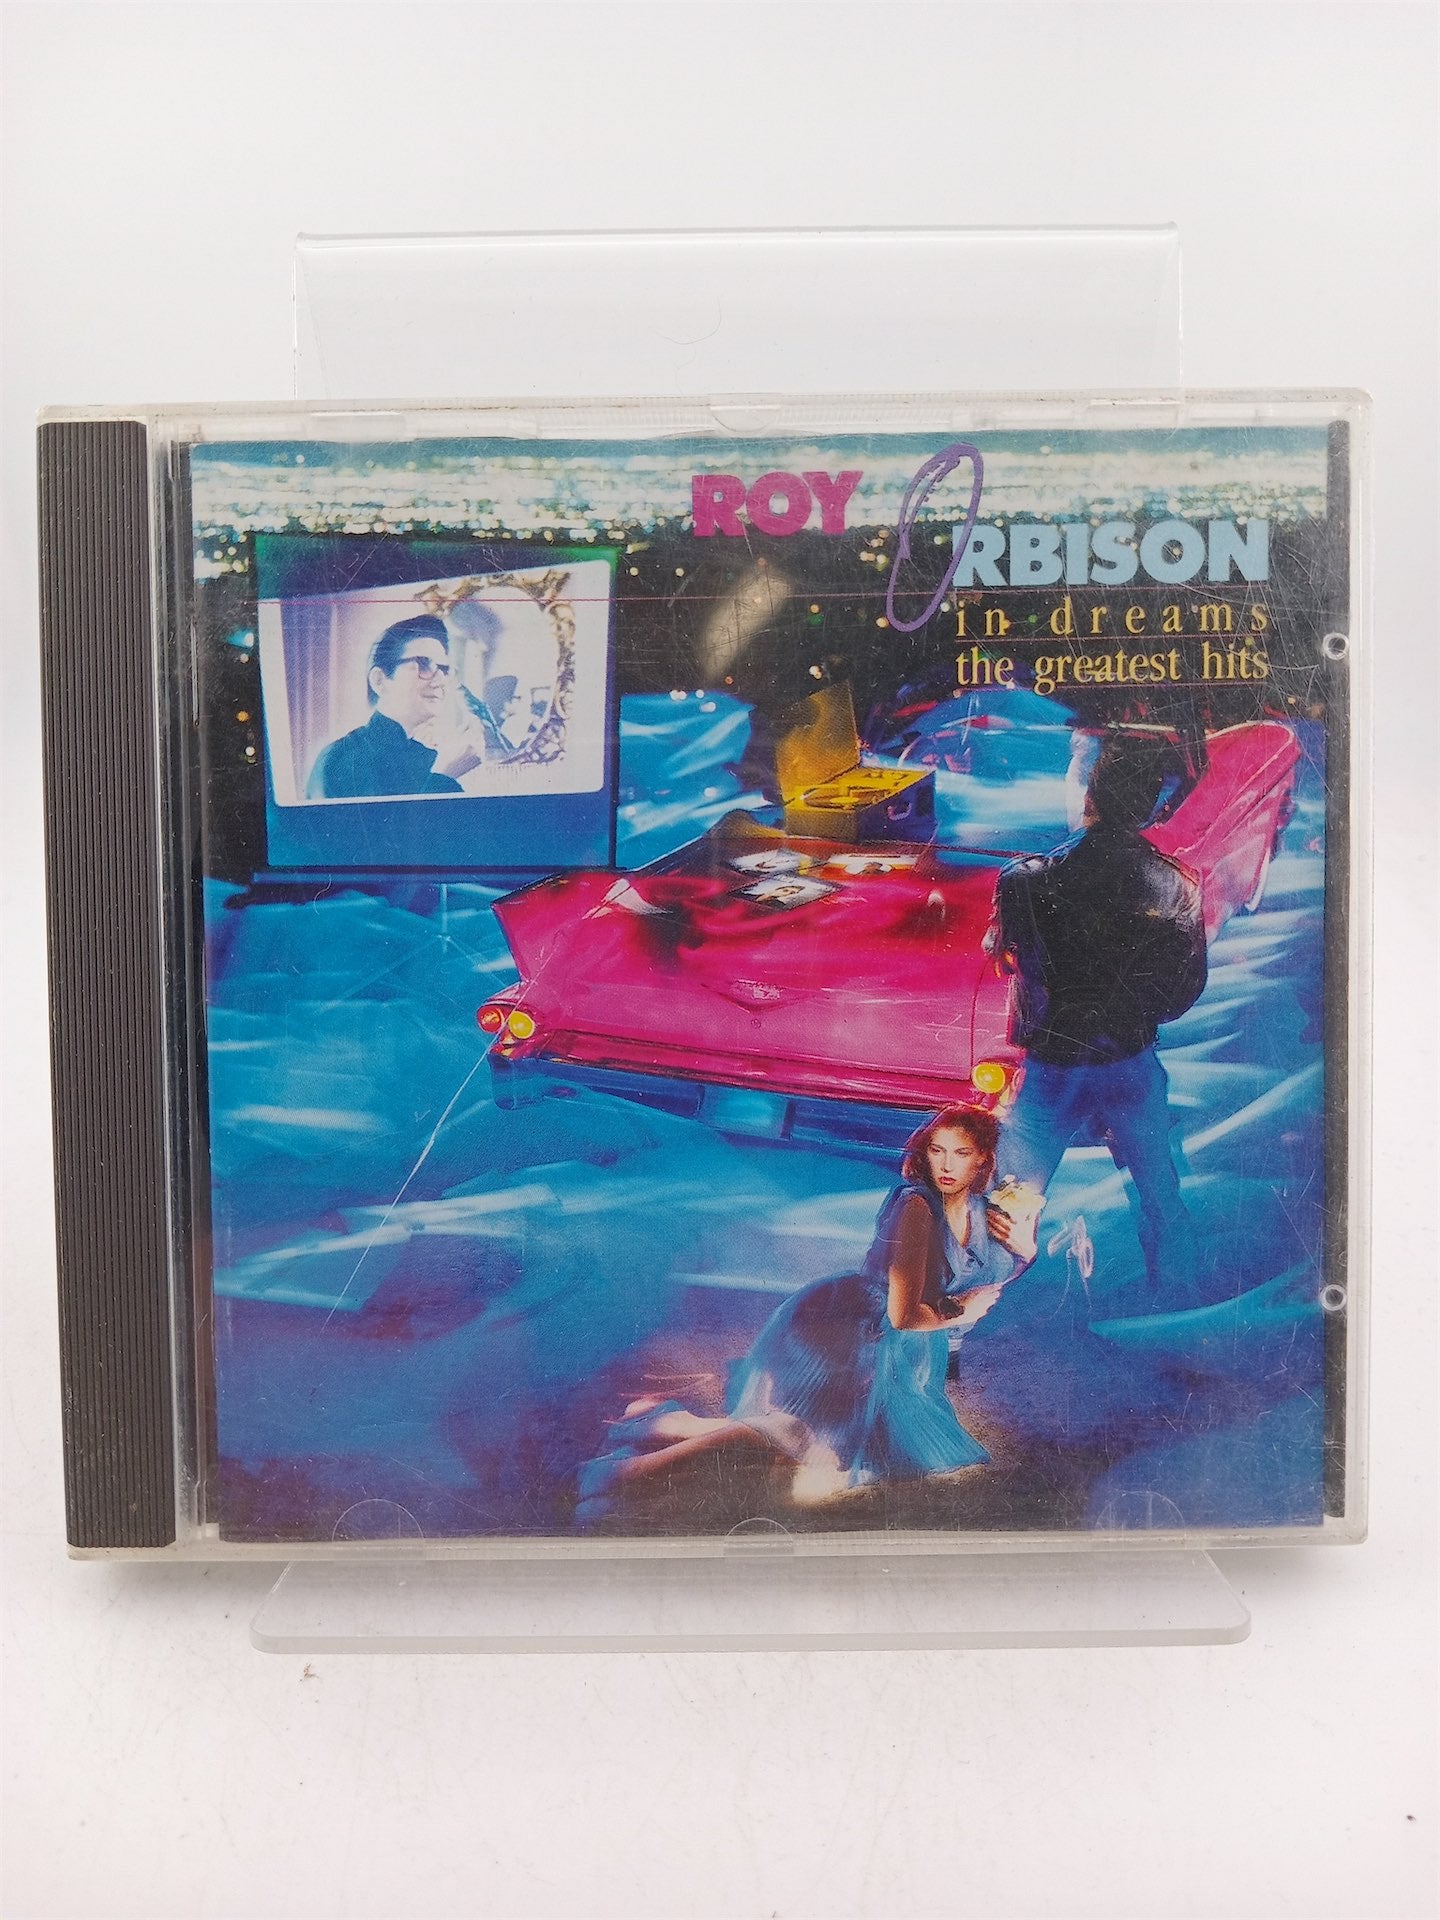 ROY
ORBISON
in dreams
the greatest hits